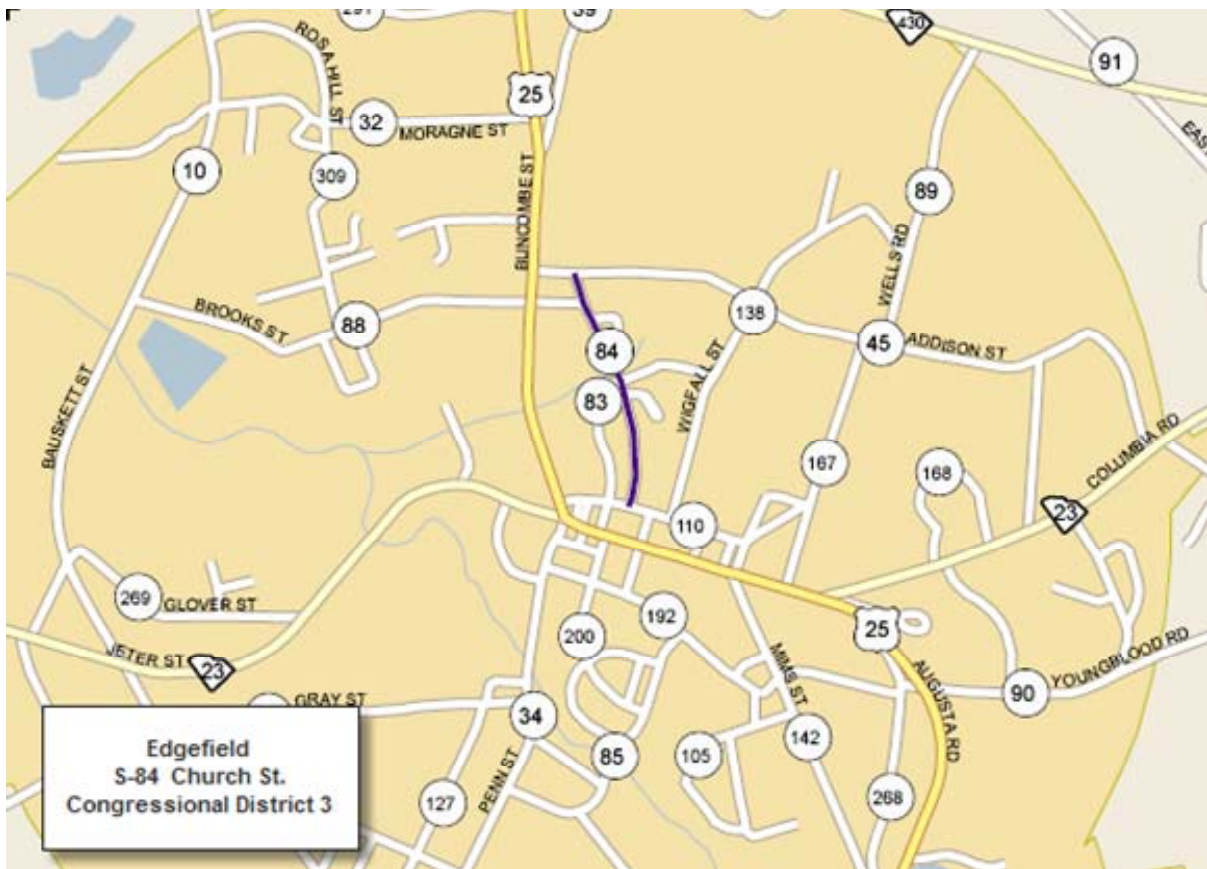 291
39
430
91
ROSA HILL ST
25
EAST
32
MORAGNE ST
10
309
89
BUNCOMBE ST
WELLS RD
BROOKS ST
88
138
84
45
ADDISON ST
83
WIGFALL ST
BAUSKETT ST
167
168
COLUMBIA RD
23
110
269
GLOVER ST
192
200
25
JETER ST
23
MIMS ST
YOUNGBLOOD RD
90
AUGUSTA RD
GRAY ST
34
142
85
105
PENN ST
127
268
Edgefield
S-84 Church St.
Congressional District 3